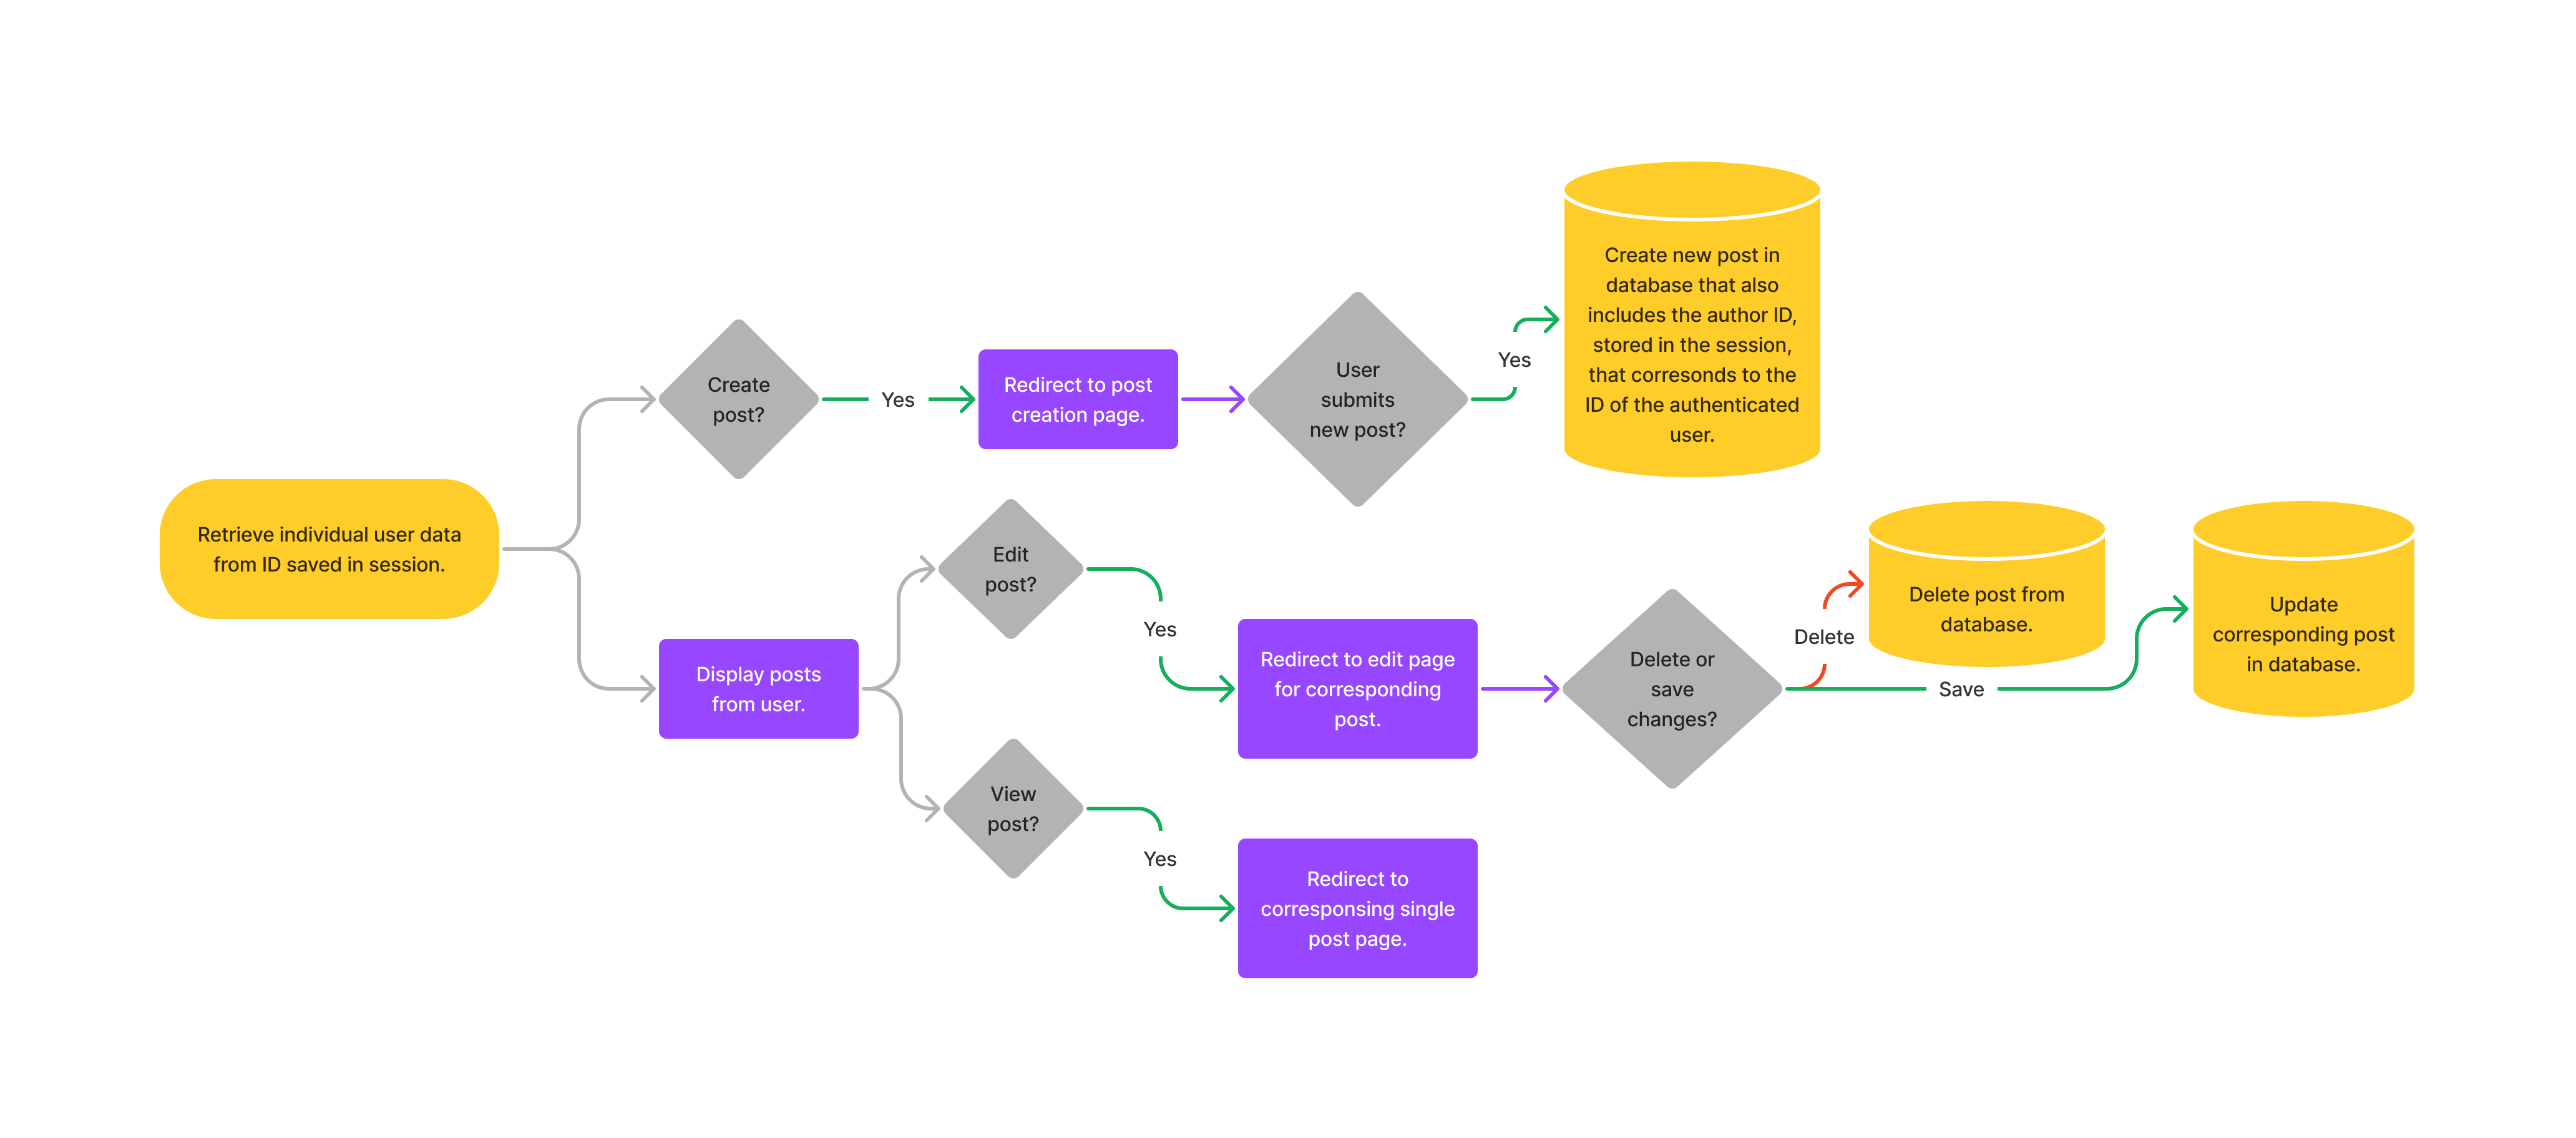 Retrieve individual user data
from ID saved in session.
Create
post?
Yes
Redirect to post
creation page.
User
submits
new post?
Yes
Create new post in
database that also
includes the author ID,
stored in the session,
that corresonds to the
ID of the authenticated
user.
Display posts
from user.
Edit
post?
Yes
Redirect to edit page
for corresponding
post.
Delete or
save
changes?
Delete
Delete post from
database.
Save
Update
corresponding post
in database.
View
post?
Yes
Redirect to
corresponsing single
post page.